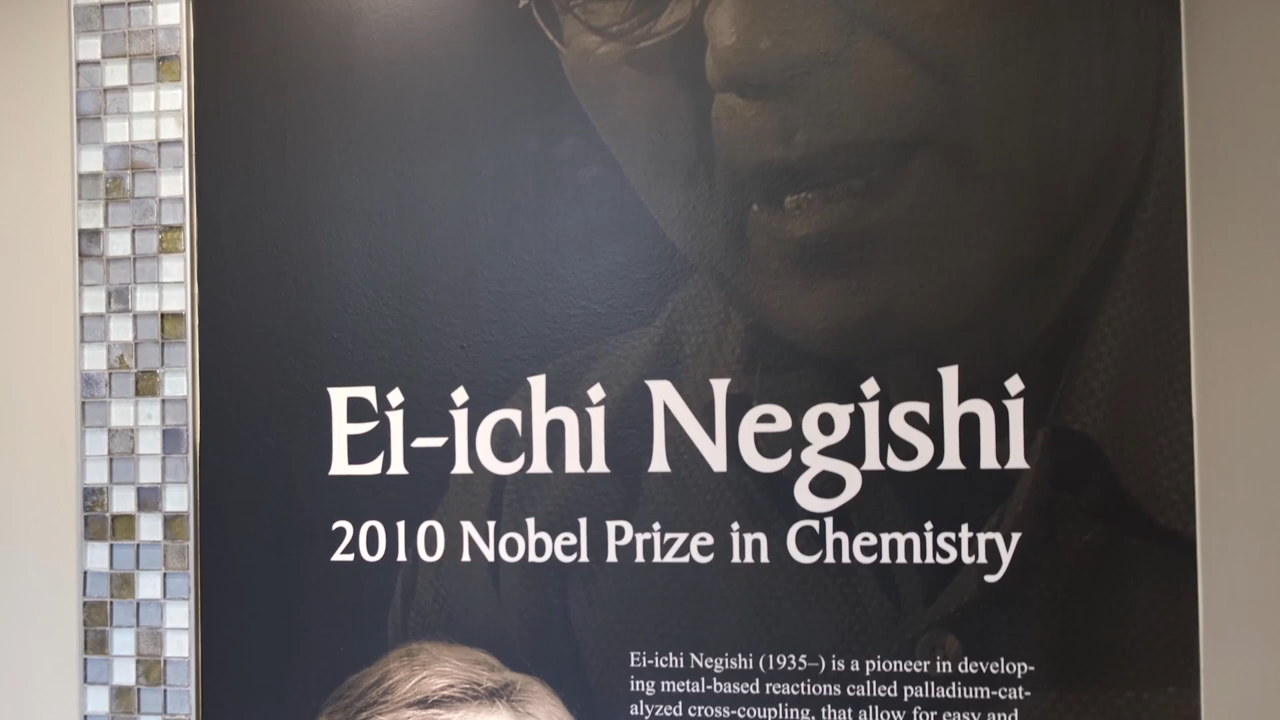 Ei-ichi Negishi
2010 Nobel Prize in Chemistry
Ei-ichi Negishi (1935–) is a pioneer in develop-
ing metal-based reactions called palladium-cat-
alyzed cross-coupling, that allow for easy and